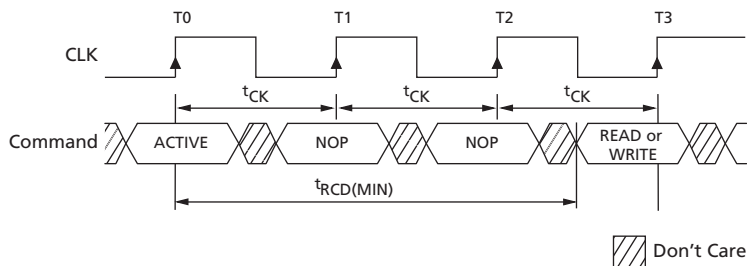 T0 T1 T2 T3
CLK
tCK tCK tCK
Command ACTIVE NOP NOP READ or
WRITE
tRCD(MIN)
Don't Care